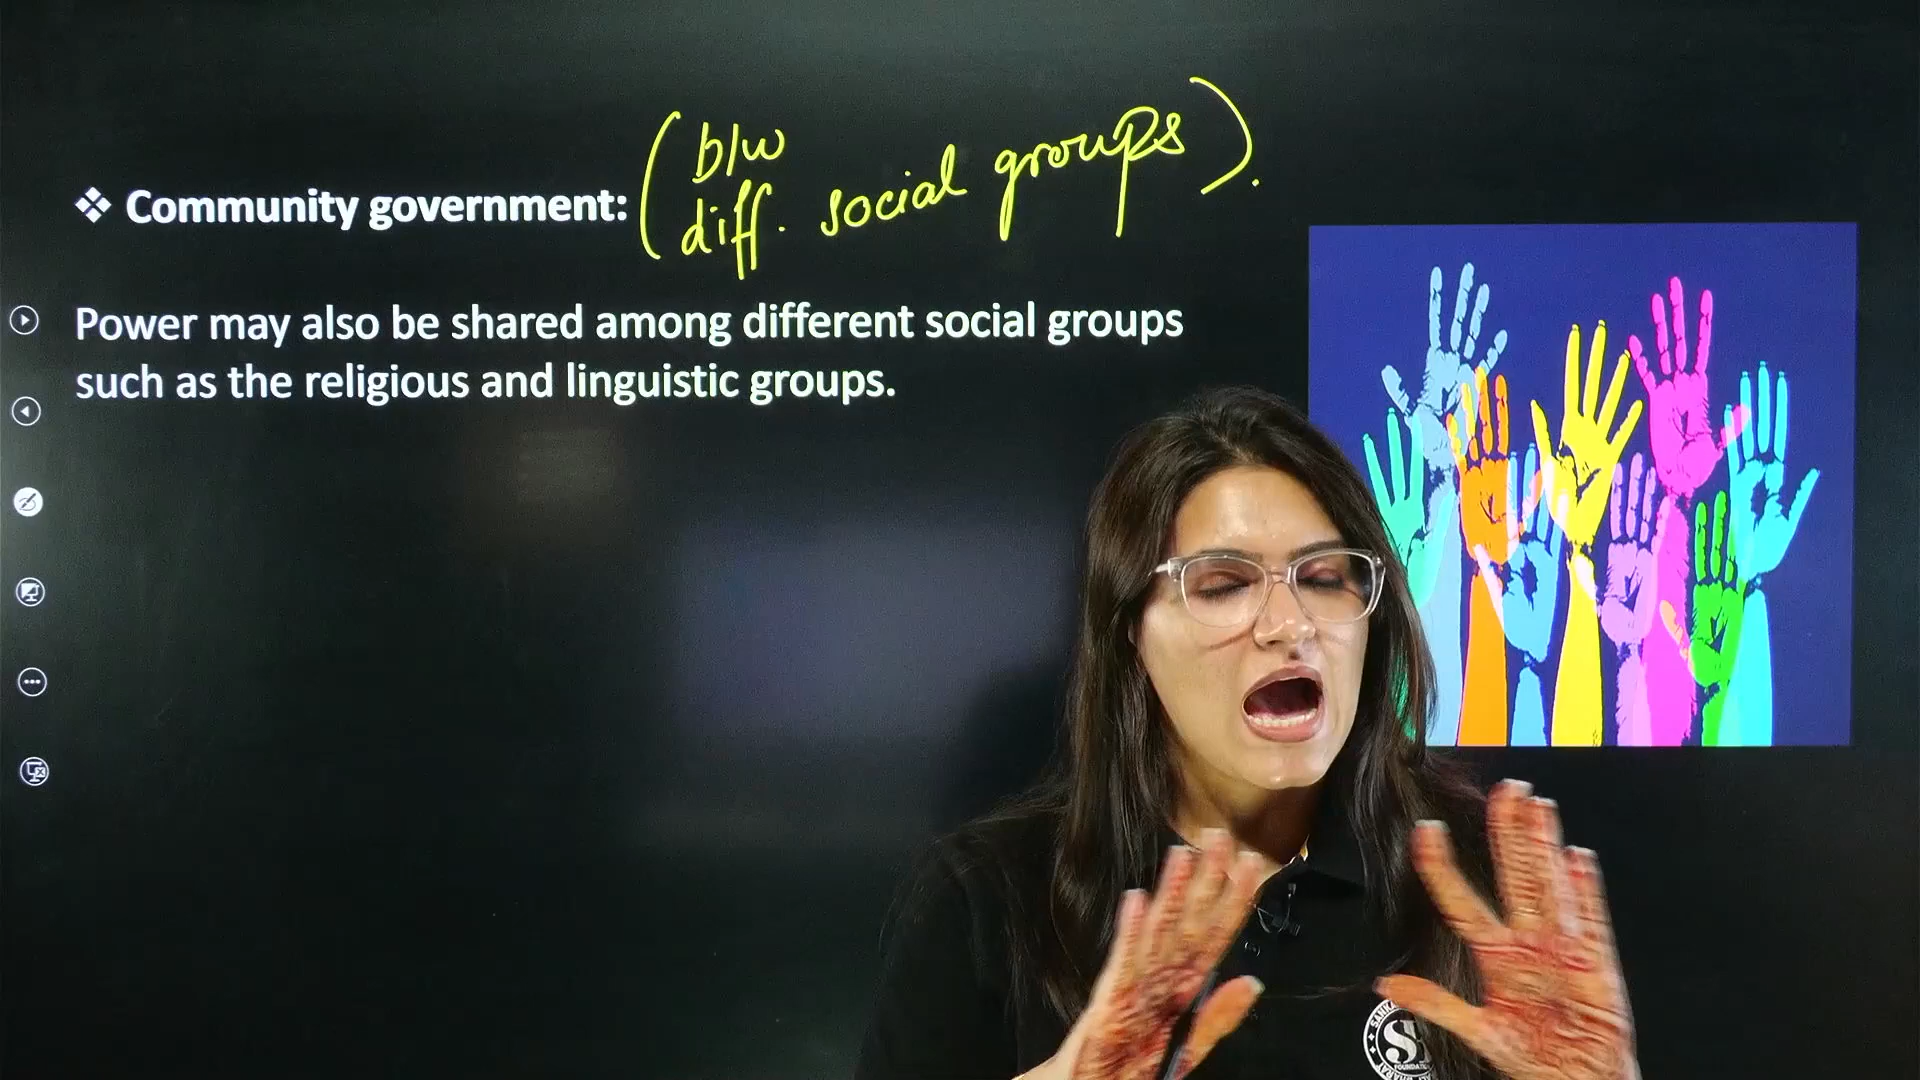 (b/w
diff. social groups).
❖ Community government:
Power may also be shared among different social groups
such as the religious and linguistic groups.
FOUNDATION